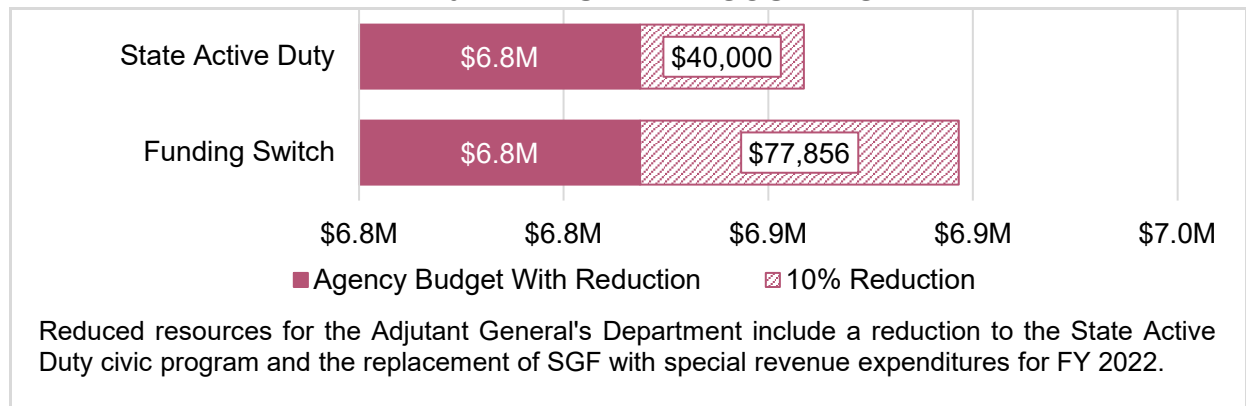 State Active Duty
$6.8M
$40,000
Funding Switch
$6.8M
$77,856
$6.8M $6.8M $6.9M $6.9M $7.0M
Agency Budget With Reduction 10% Reduction
Reduced resources for the Adjutant General's Department include a reduction to the State Active
Duty civic program and the replacement of SGF with special revenue expenditures for FY 2022.